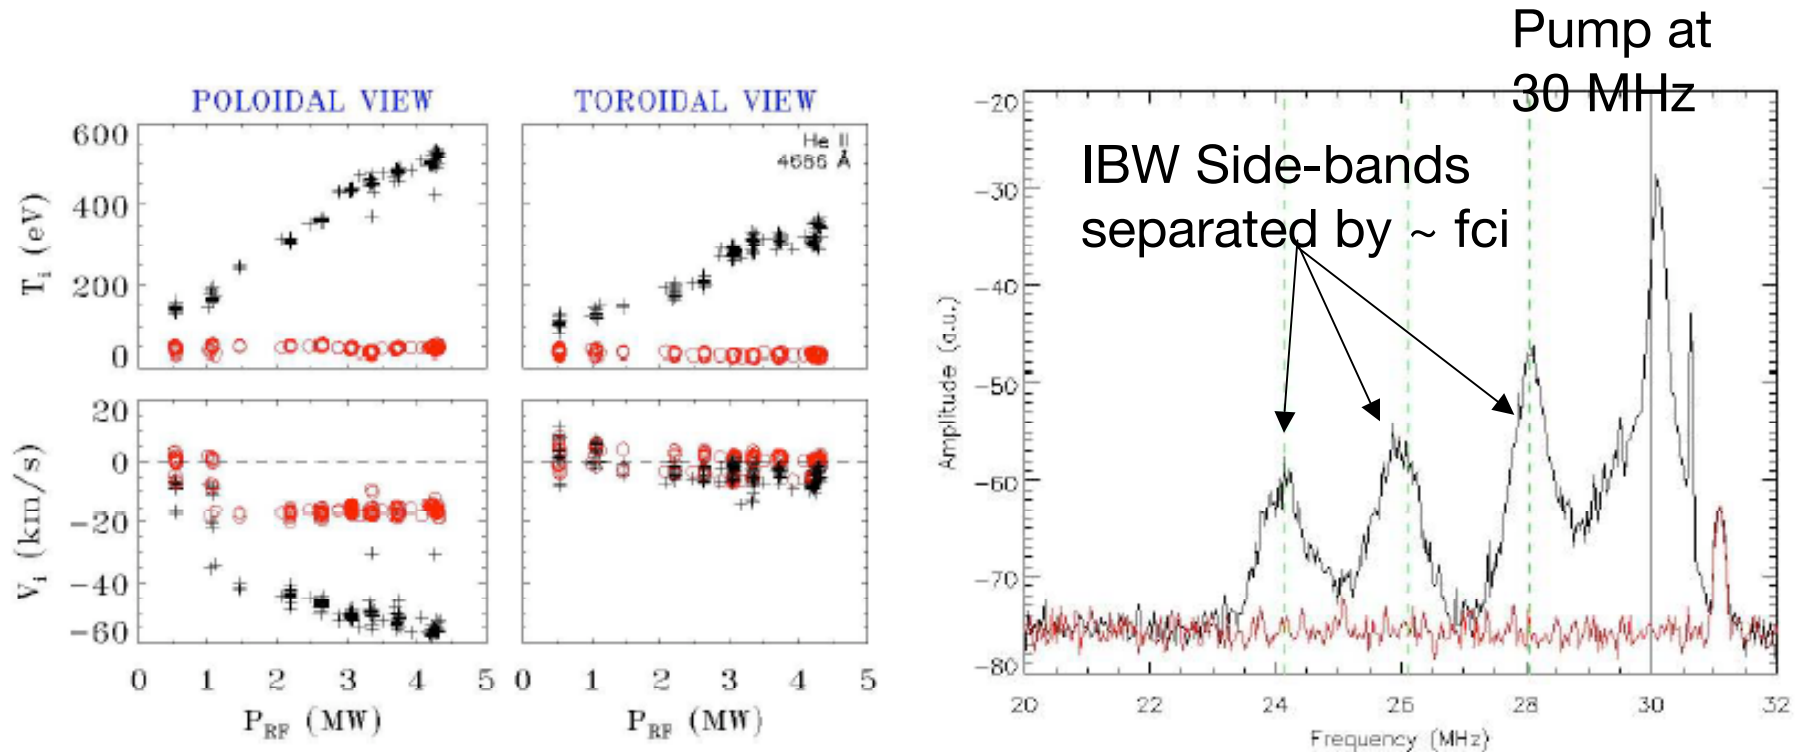 POLOIDAL VIEW
TOROIDAL VIEW
600
400
200
0
T_i (eV)
He II
4686 Å
20
0
−20
−40
−60
V_i (km/s)
0 1 2 3 4 5
0 1 2 3 4 5
P_RF (MW)
P_RF (MW)
Pump at
30 MHz
IBW Side-bands
separated by ~ fci
−20
−30
−40
−50
−60
−70
−80
Amplitude (a.u.)
20 22 24 26 28 30 32
Frequency (MHz)